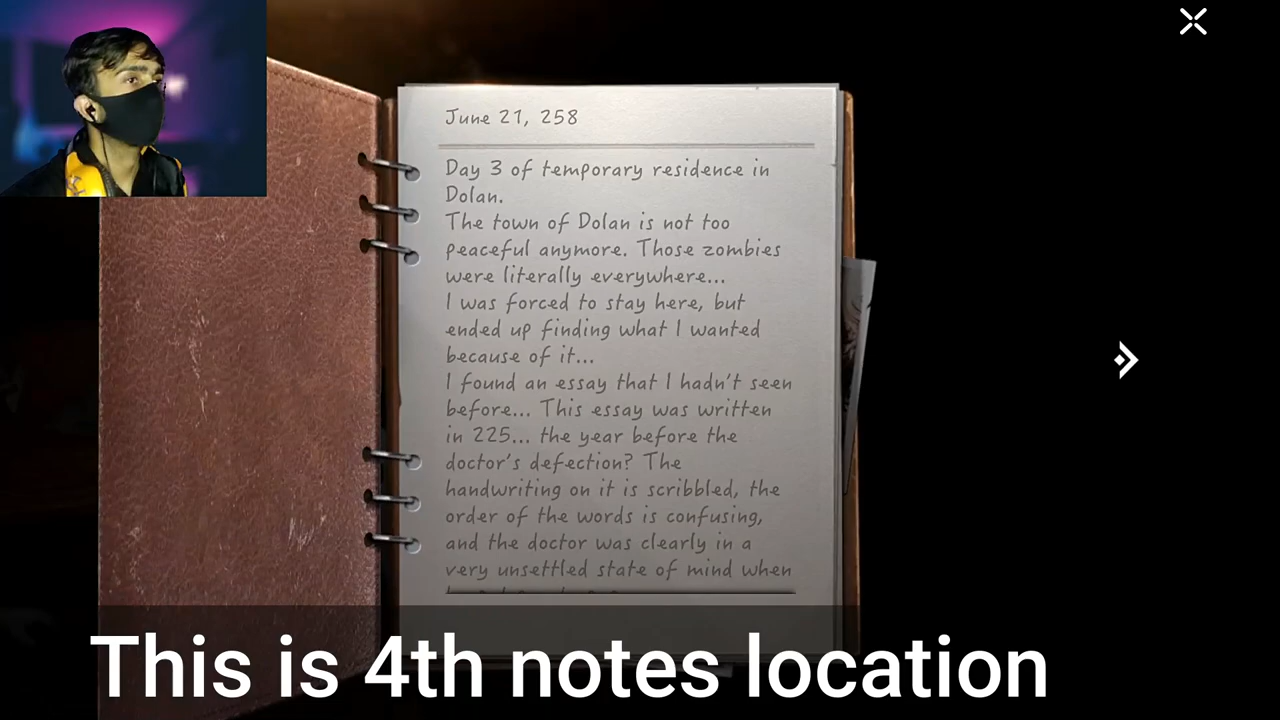 June 21, 258
Day 3 of temporary residence in
Dolan.
The town of Dolan is not too
peaceful anymore. Those zombies
were literally everywhere...
I was forced to stay here, but
ended up finding what I wanted
because of it...
I found an essay that I hadn't seen
before... This essay was written
in 225... the year before the
doctor's defection? The
handwriting on it is scribbled, the
order of the words is confusing,
and the doctor was clearly in a
very unsettled state of mind when
This is 4th notes location